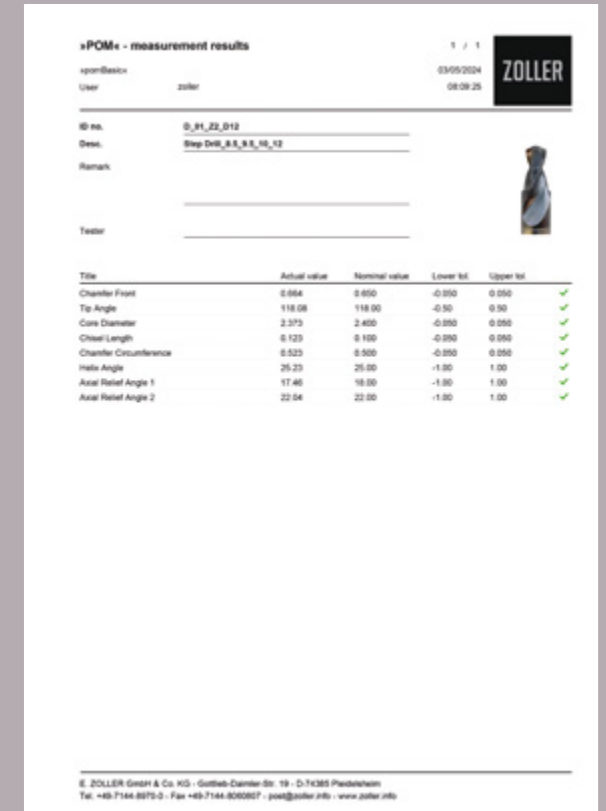 »POM« - measurement results
1 / 1
»pomBasic«
03/05/2024
ZOLLER
User zoller
08:09:25
ID no. D_01_Z2_D12
Desc. Step Drill_8.5_9.5_10_12
Remark
Tester
Title Actual value Nominal value Lower tol. Upper tol.
Chamfer Front 0.664 0.650 -0.050 0.050
Tip Angle 118.08 118.00 -0.50 0.50
Core Diameter 2.373 2.400 -0.050 0.050
Chisel Length 0.123 0.100 -0.050 0.050
Chamfer Circumference 0.523 0.500 -0.050 0.050
Helix Angle 25.23 25.00 -1.00 1.00
Axial Relief Angle 1 17.46 18.00 -1.00 1.00
Axial Relief Angle 2 22.04 22.00 -1.00 1.00
E. ZOLLER GmbH & Co. KG - Gottlieb-Daimler-Str. 19 - D-74385 Pleidelsheim
Tel. +49-7144-8970-0 - Fax +49-7144-8060807 - post@zoller.info - www.zoller.info